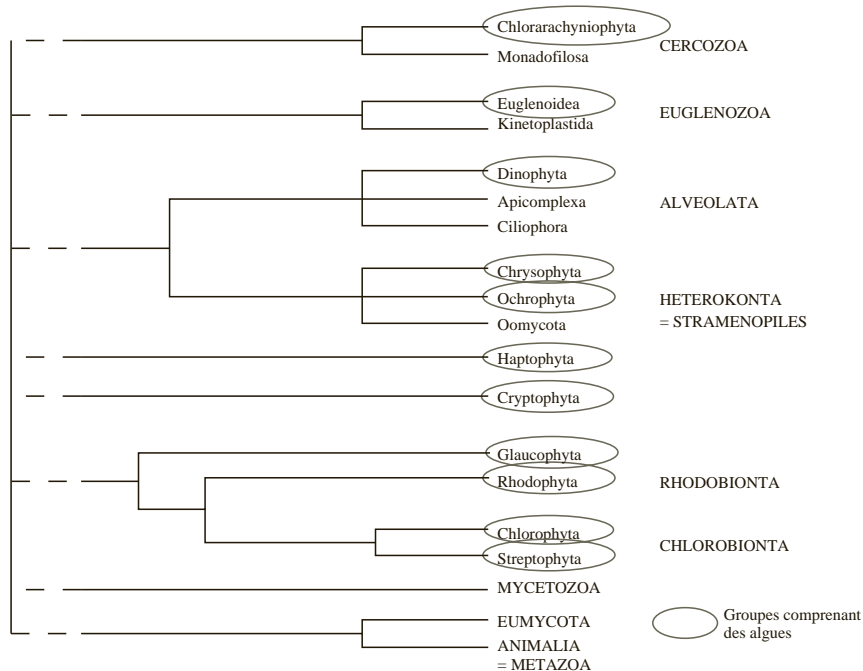 Chlorarachyniophyta
CERCOZOA
Monadofilosa
Euglenoidea
EUGLENOZOA
Kinetoplastida
Dinophyta
Apicomplexa
ALVEOLATA
Ciliophora
Chrysophyta
Ochrophyta
HETEROKONTA
= STRAMENOPILES
Oomycota
Haptophyta
Cryptophyta
Glaucophyta
Rhodophyta
RHODOBIONTA
Chlorophyta
CHLOROBIONTA
Streptophyta
MYCETOZOA
EUMYCOTA
ANIMALIA
= METAZOA
Groupes comprenant
des algues